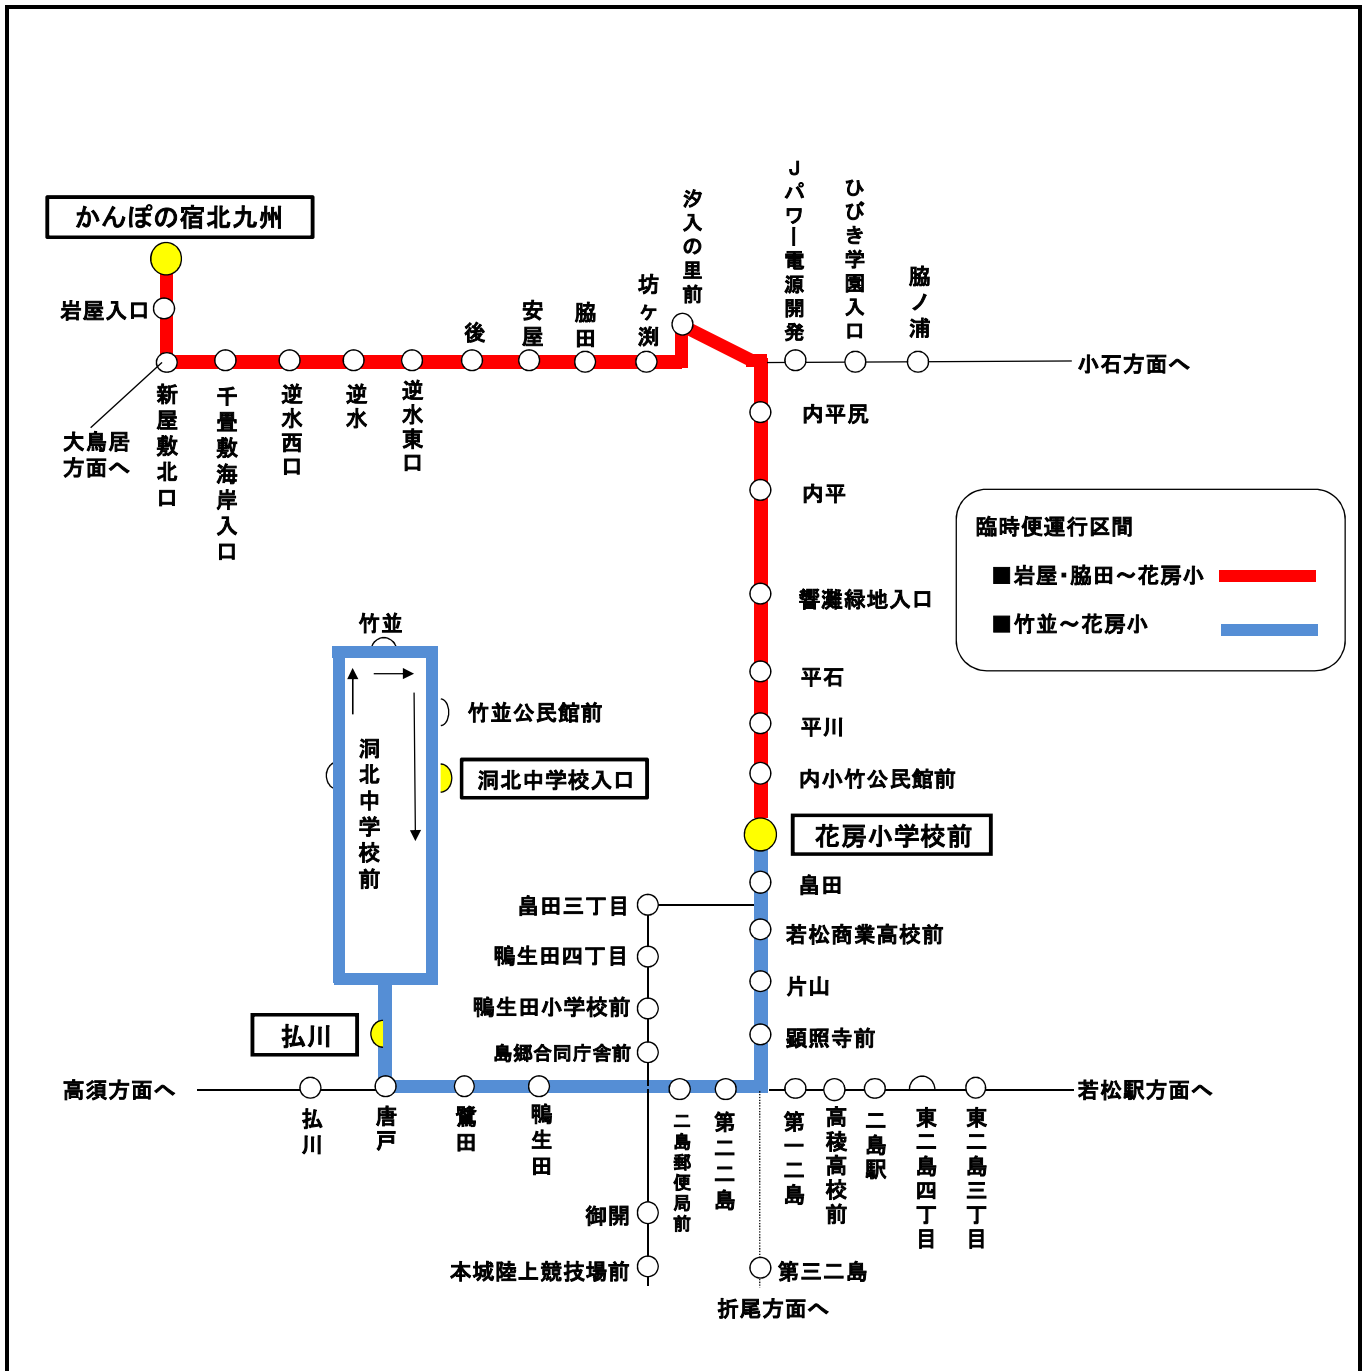 かんぽの宿北九州
岩屋入口
大鳥居
方面へ
新屋敷北口
千畳敷海岸入口
逆水西口
逆水
逆水東口
後
安屋
脇田
坊ヶ渕
汐入の里前
Jパワー電源開発
ひびき学園入口
脇ノ浦
小石方面へ
内平尻
内平
響灘緑地入口
平石
平川
内小竹公民館前
花房小学校前
臨時便運行区間
■岩屋・脇田～花房小
■竹並～花房小
竹並
竹並公民館前
洞北中学校入口
洞北中学校前
払川
畠田
若松商業高校前
片山
顕照寺前
畠田三丁目
鴨生田四丁目
鴨生田小学校前
島郷合同庁舎前
高須方面へ
払川
唐戸
鷺田
鴨生田
二島郵便局前
第二二島
第一二島
高稜高校前
二島駅
東二島四丁目
東二島三丁目
若松駅方面へ
御開
本城陸上競技場前
第三二島
折尾方面へ